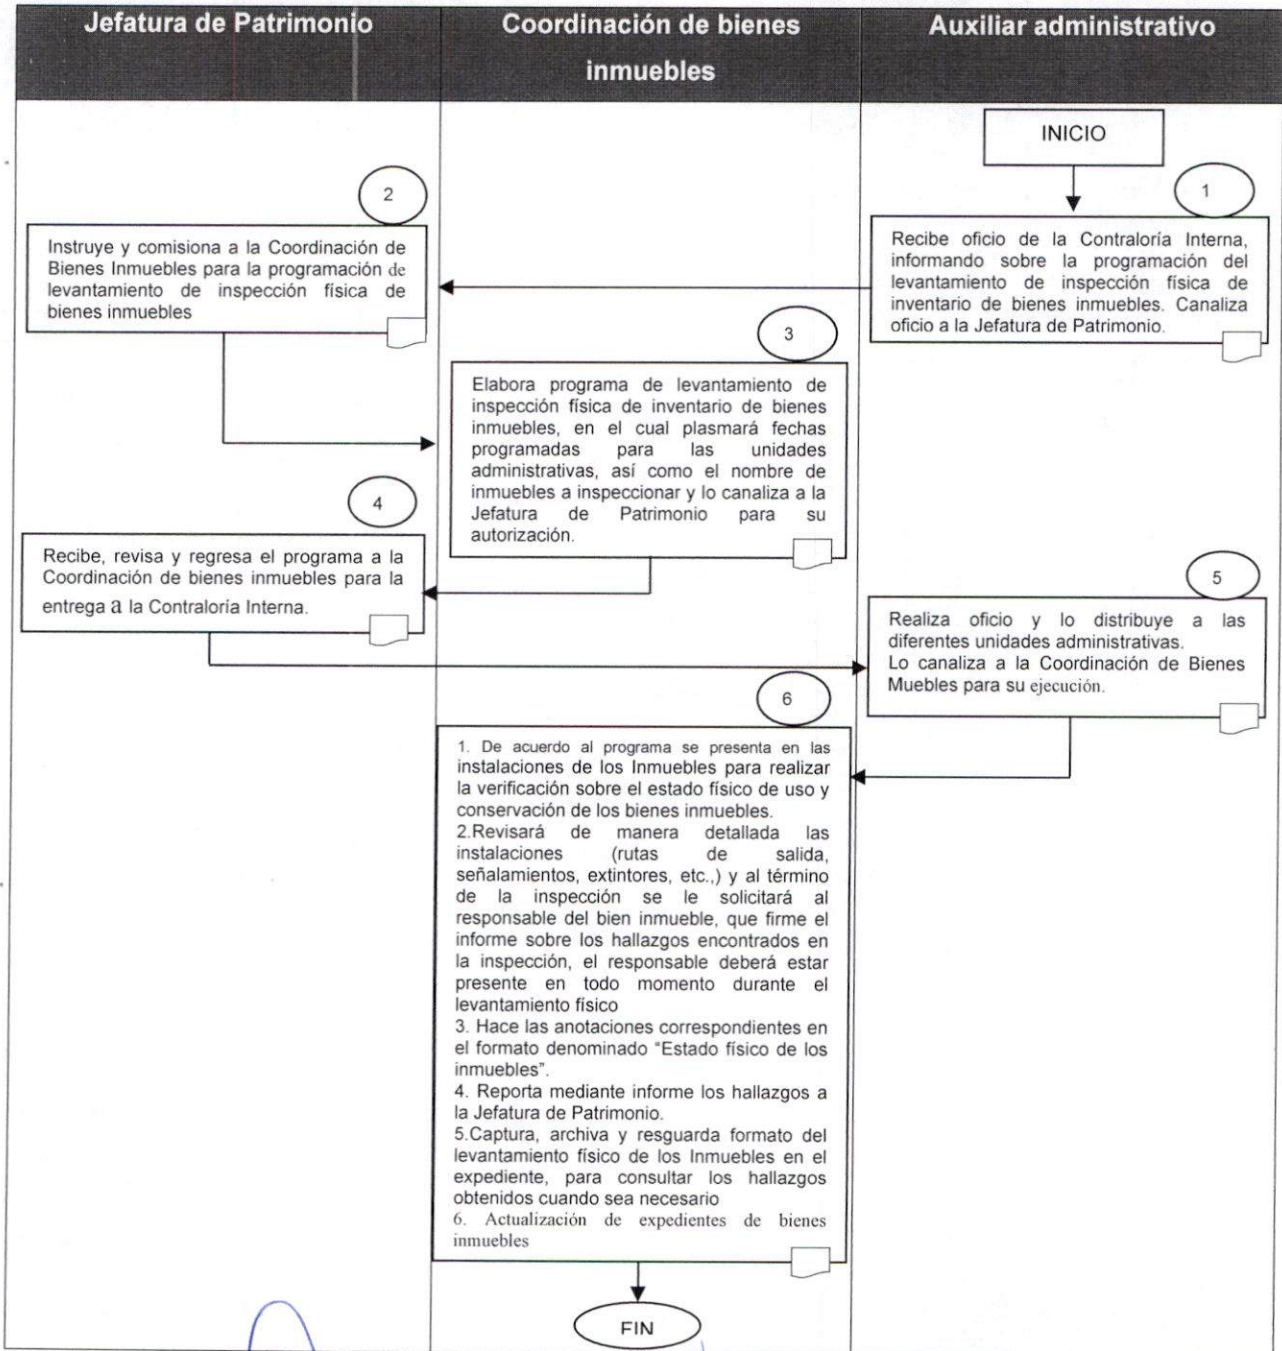 Jefatura de Patrimonio
Coordinación de bienes
inmuebles
Auxiliar administrativo
INICIO
1
Recibe oficio de la Contraloría Interna,
informando sobre la programación del
levantamiento de inspección física de
inventario de bienes inmuebles. Canaliza
oficio a la Jefatura de Patrimonio.
2
Instruye y comisiona a la Coordinación de
Bienes Inmuebles para la programación de
levantamiento de inspección física de
bienes inmuebles
3
Elabora programa de levantamiento de
inspección física de inventario de bienes
inmuebles, en el cual plasmará fechas
programadas para las unidades
administrativas, así como el nombre de
inmuebles a inspeccionar y lo canaliza a la
Jefatura de Patrimonio para su
autorización.
4
Recibe, revisa y regresa el programa a la
Coordinación de bienes inmuebles para la
entrega a la Contraloría Interna.
5
Realiza oficio y lo distribuye a las
diferentes unidades administrativas.
Lo canaliza a la Coordinación de Bienes
Muebles para su ejecución.
6
1. De acuerdo al programa se presenta en las
instalaciones de los Inmuebles para realizar
la verificación sobre el estado físico de uso y
conservación de los bienes inmuebles.
2.Revisará de manera detallada las
instalaciones (rutas de salida,
señalamientos, extintores, etc.,) y al término
de la inspección se le solicitará al
responsable del bien inmueble, que firme el
informe sobre los hallazgos encontrados en
la inspección, el responsable deberá estar
presente en todo momento durante el
levantamiento físico
3. Hace las anotaciones correspondientes en
el formato denominado “Estado físico de los
inmuebles”.
4. Reporta mediante informe los hallazgos a
la Jefatura de Patrimonio.
5.Captura, archiva y resguarda formato del
levantamiento físico de los Inmuebles en el
expediente, para consultar los hallazgos
obtenidos cuando sea necesario
6. Actualización de expedientes de bienes
inmuebles
FIN